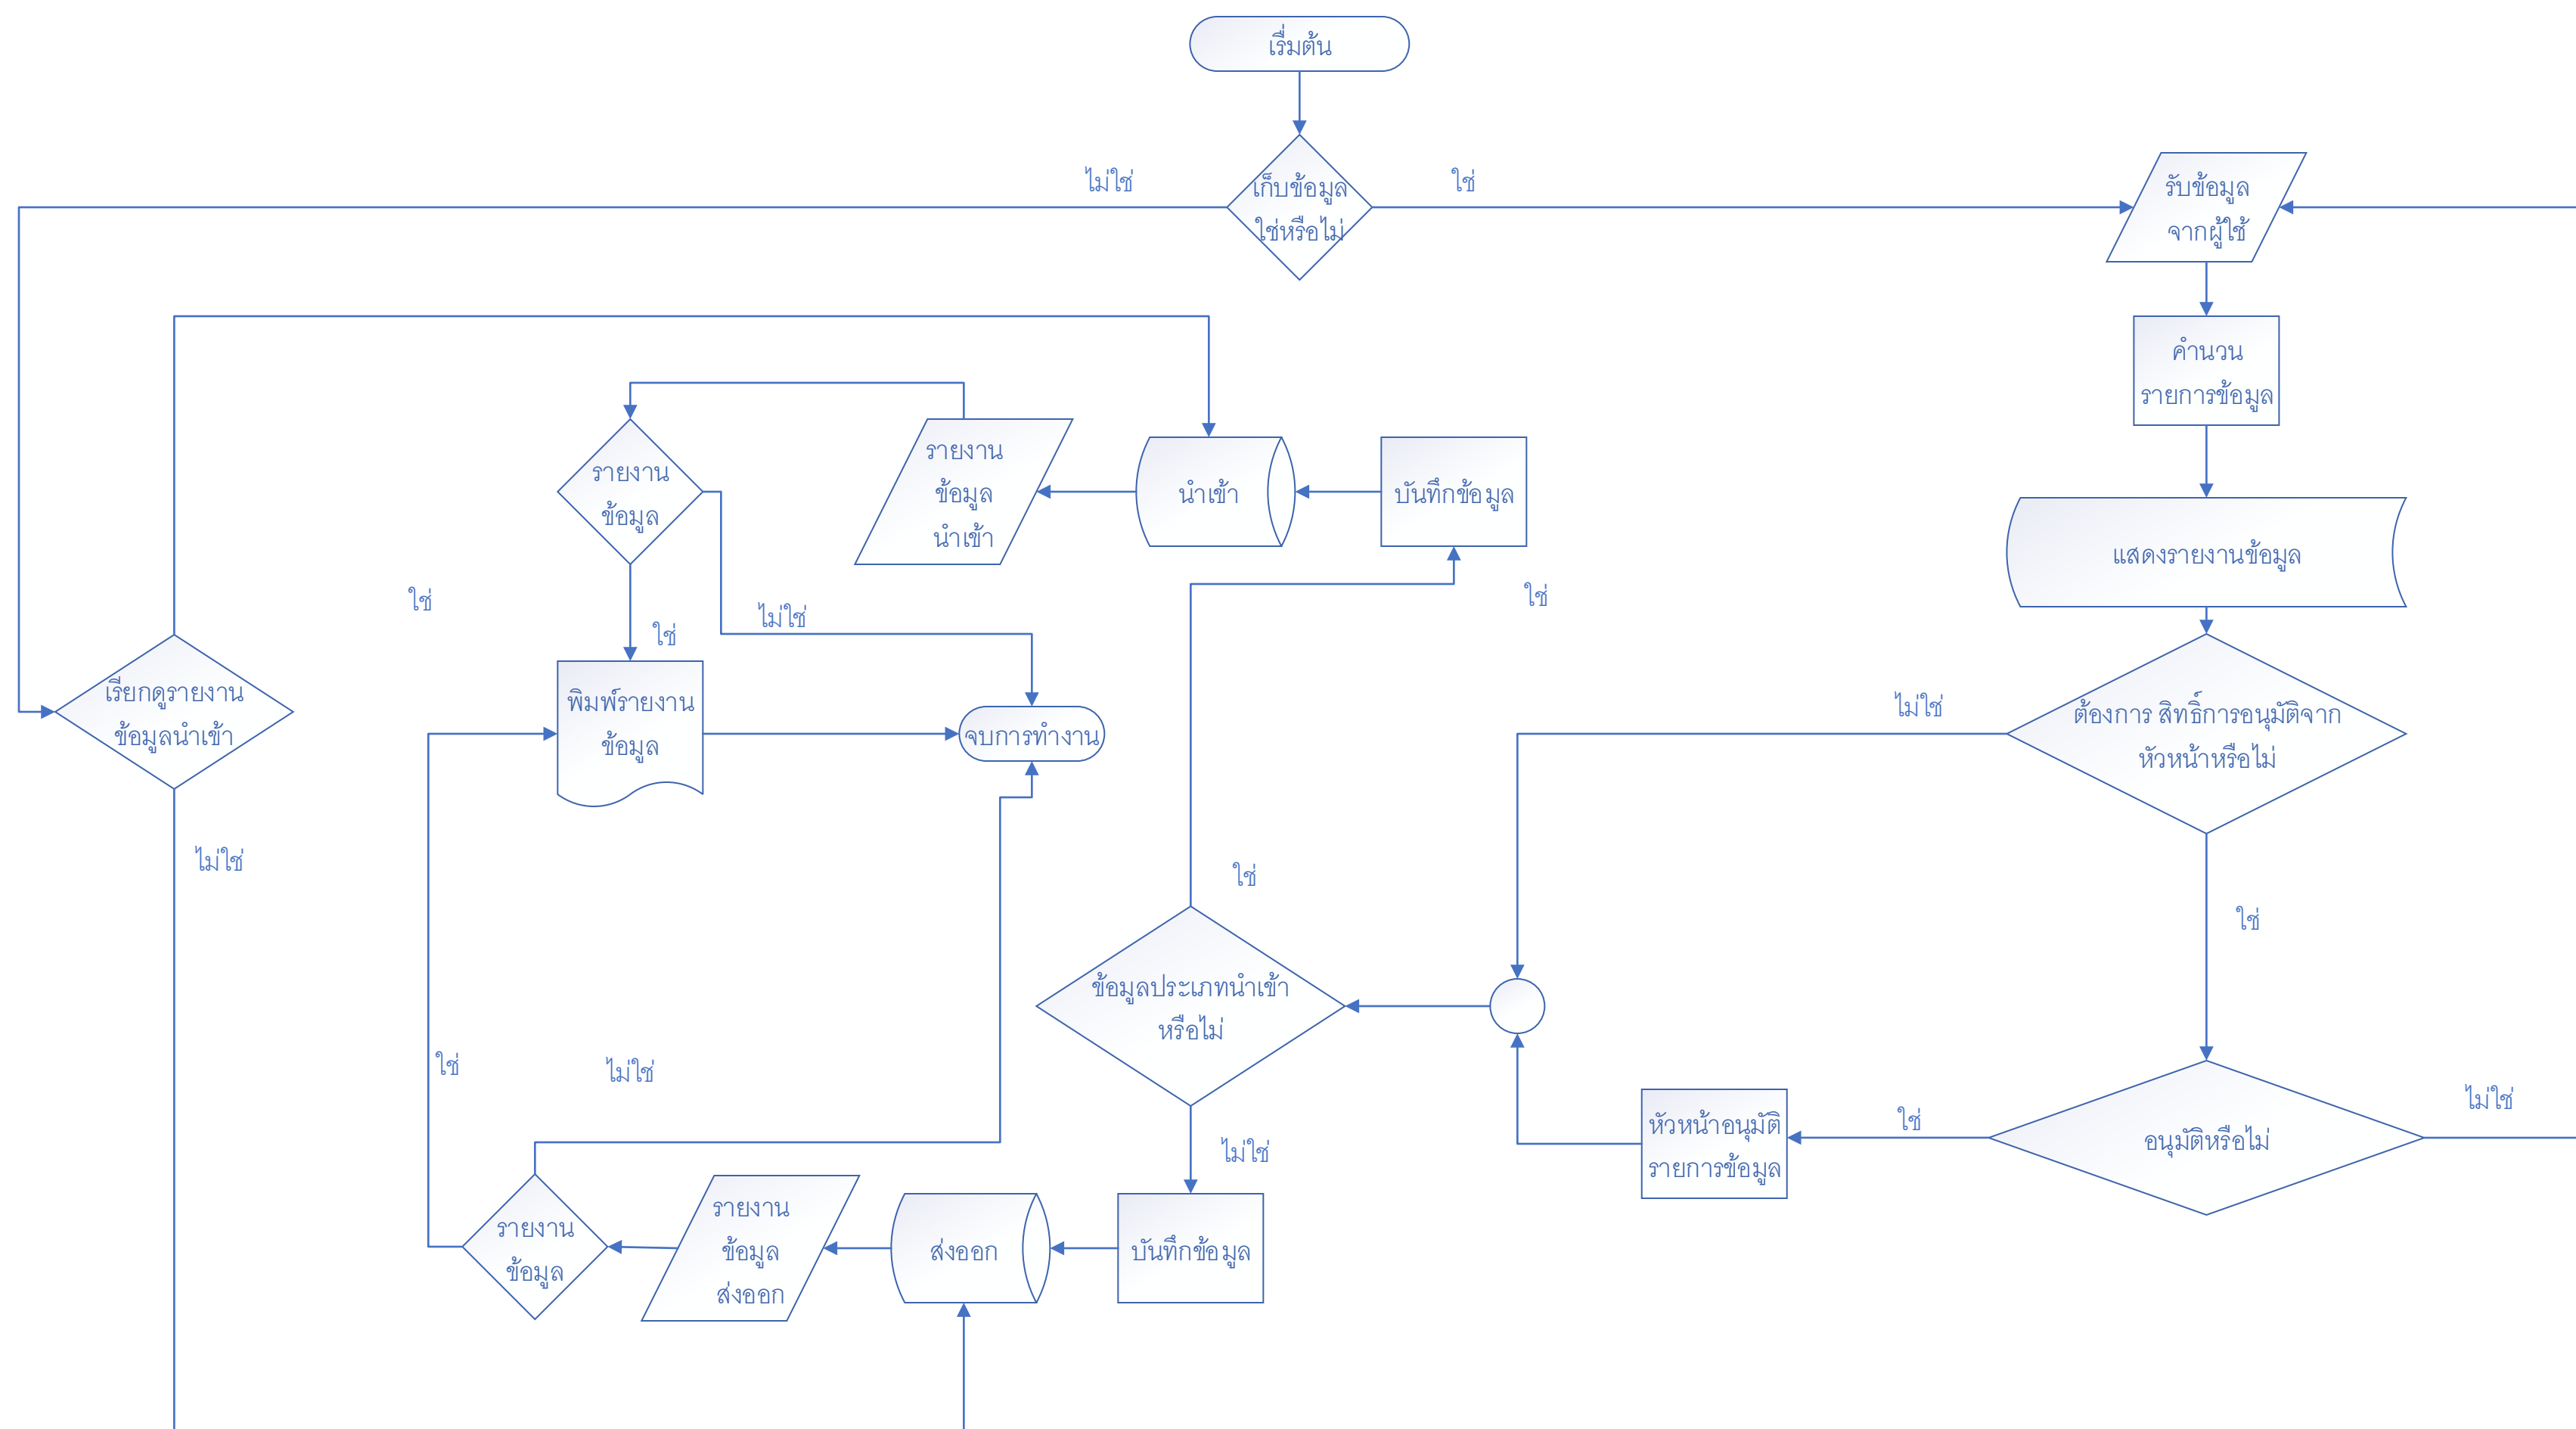 เริ่มต้น
ไม่ใช่
เก็บข้อมูล
ใช่หรือไม่
ใช่
รับข้อมูล
จากผู้ใช้
คำนวน
รายการข้อมูล
แสดงรายงานข้อมูล
รายงาน
ข้อมูล
รายงาน
ข้อมูล
นำเข้า
นำเข้า
บันทึกข้อมูล
ใช่
ใช่
ไม่ใช่
ใช่
เรียกดูรายงาน
ข้อมูลนำเข้า
พิมพ์รายงาน
ข้อมูล
จบการทำงาน
ไม่ใช่
ต้องการ สิทธิ์การอนุมัติจาก
หัวหน้าหรือไม่
ไม่ใช่
ใช่
ใช่
ข้อมูลประเภทนำเข้า
หรือไม่
ใช่
ไม่ใช่
ไม่ใช่
หัวหน้าอนุมัติ
รายการข้อมูล
ใช่
อนุมัติหรือไม่
ไม่ใช่
รายงาน
ข้อมูล
รายงาน
ข้อมูล
ส่งออก
ส่งออก
บันทึกข้อมูล